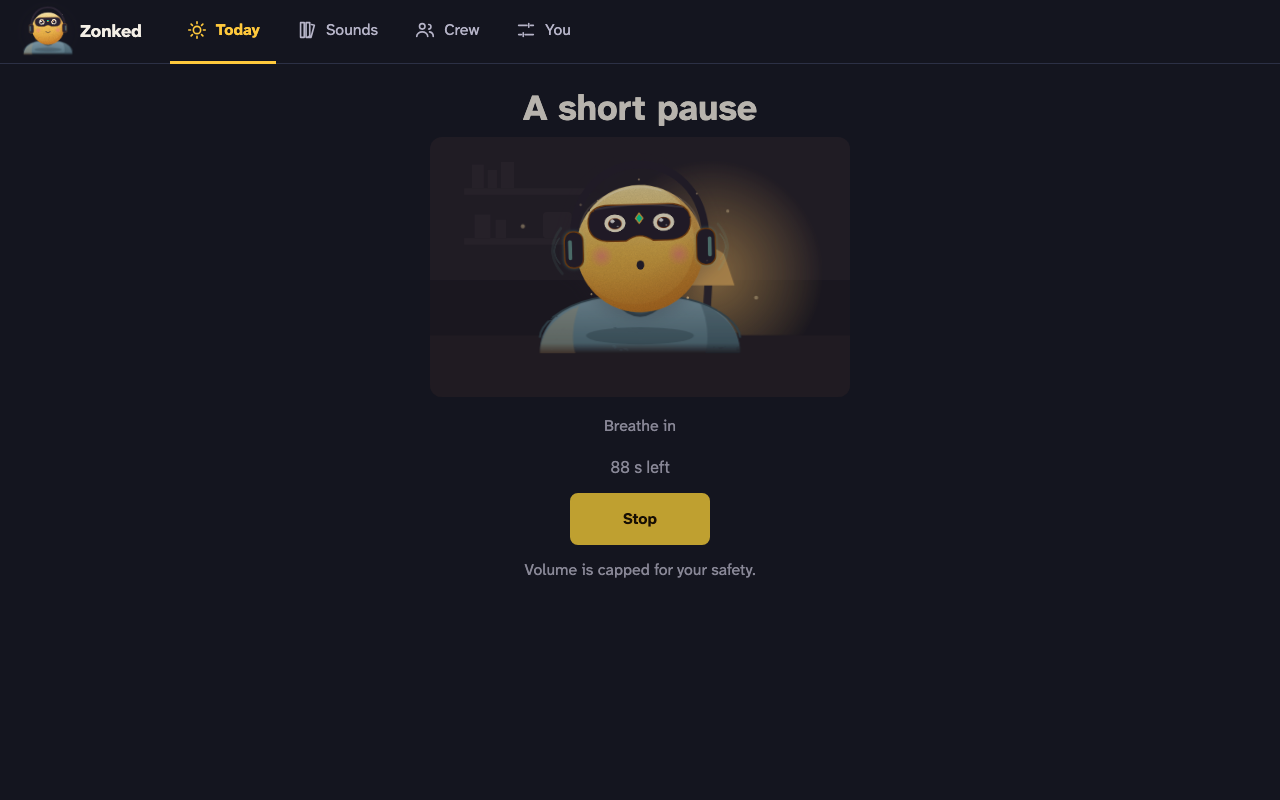 Zonked
Today
Sounds
Crew
You
A short pause
Breathe in
88 s left
Stop
Volume is capped for your safety.